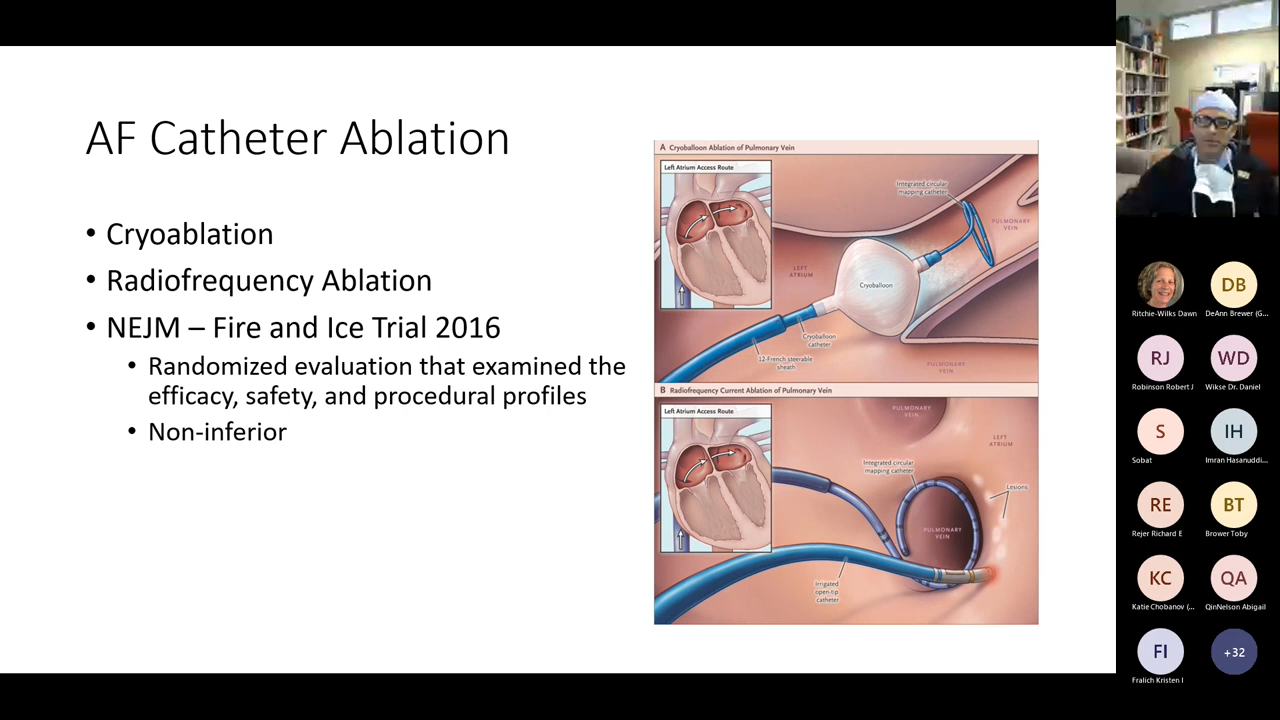 AF Catheter Ablation
• Cryoablation
• Radiofrequency Ablation
• NEJM – Fire and Ice Trial 2016
• Randomized evaluation that examined the
efficacy, safety, and procedural profiles
• Non-inferior
A Cryoballoon Ablation of Pulmonary Vein
Left Atrium Access Route
Integrated circular
mapping catheter
PULMONARY
VEIN
LEFT
ATRIUM
Cryoballoon
Cryoballoon
catheter
12-French steerable
sheath
PULMONARY
VEIN
B Radiofrequency Current Ablation of Pulmonary Vein
Left Atrium Access Route
PULMONARY
VEIN
LEFT
ATRIUM
Integrated circular
mapping catheter
Lesions
PULMONARY
VEIN
Irrigated
open-tip
catheter
Ritchie-Wilks Dawn
DB
DeAnn Brewer (G...
RJ
Robinson Robert J
WD
Wikse Dr. Daniel
S
Sobat
IH
Imran Hasanuddi...
RE
Rejer Richard E
BT
Brower Toby
KC
Katie Chobanov (...
QA
QinNelson Abigail
FI
Fralich Kristen I
+32